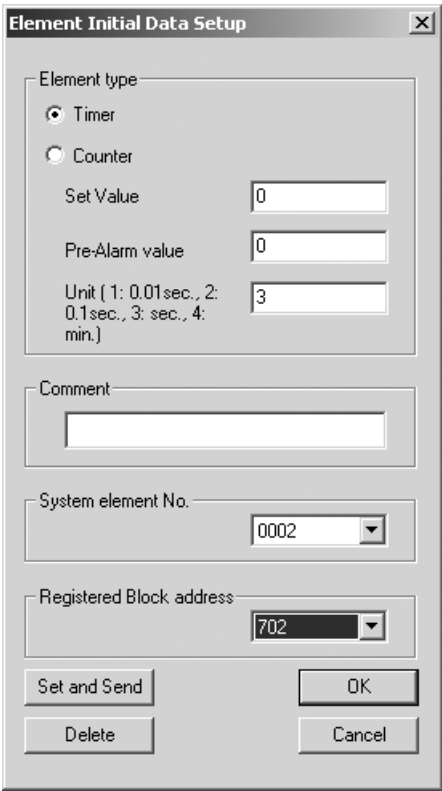 Element Initial Data Setup
Element type
Timer
Counter
Set Value 0
Pre-Alarm value 0
Unit ( 1: 0.01sec., 2:
0.1sec., 3: sec., 4:
min.)
3
Comment
System element No.
0002
Registered Block address
702
Set and Send OK
Delete Cancel